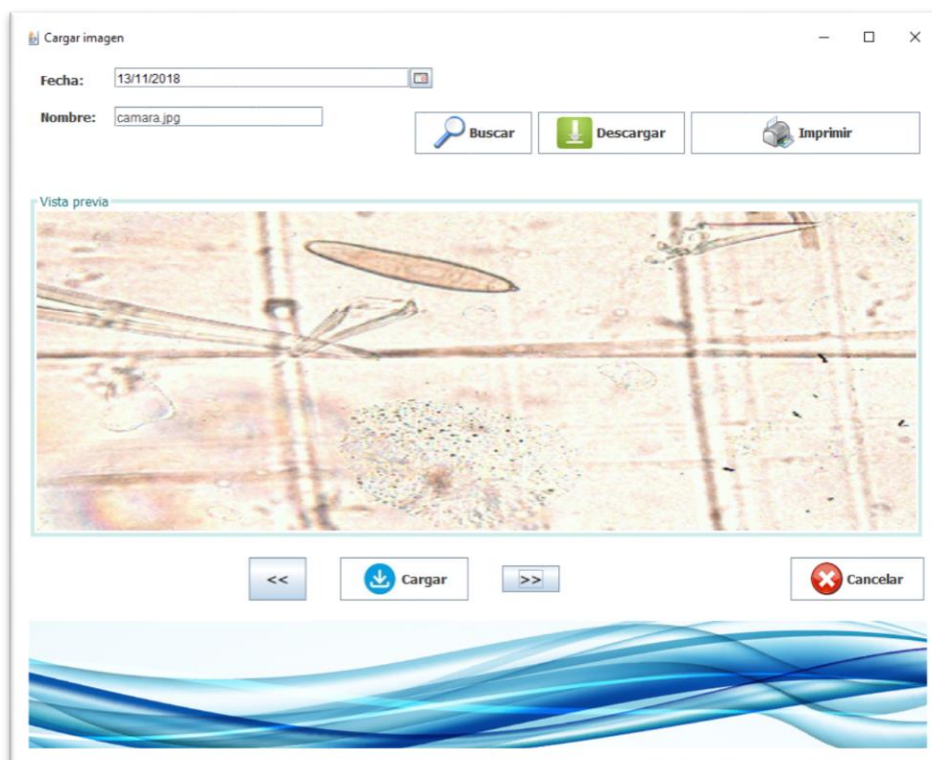 Cargar imagen
Fecha: 13/11/2018
Nombre: camara.jpg
Buscar Descargar Imprimir
Vista previa
<< Cargar >> Cancelar